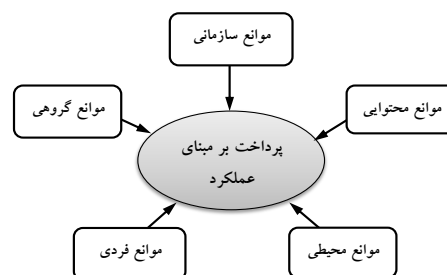 موانع سازمانی
موانع محتوایی
موانع گروهی
پرداخت بر مبنای
عملکرد
موانع محیطی
موانع فردی